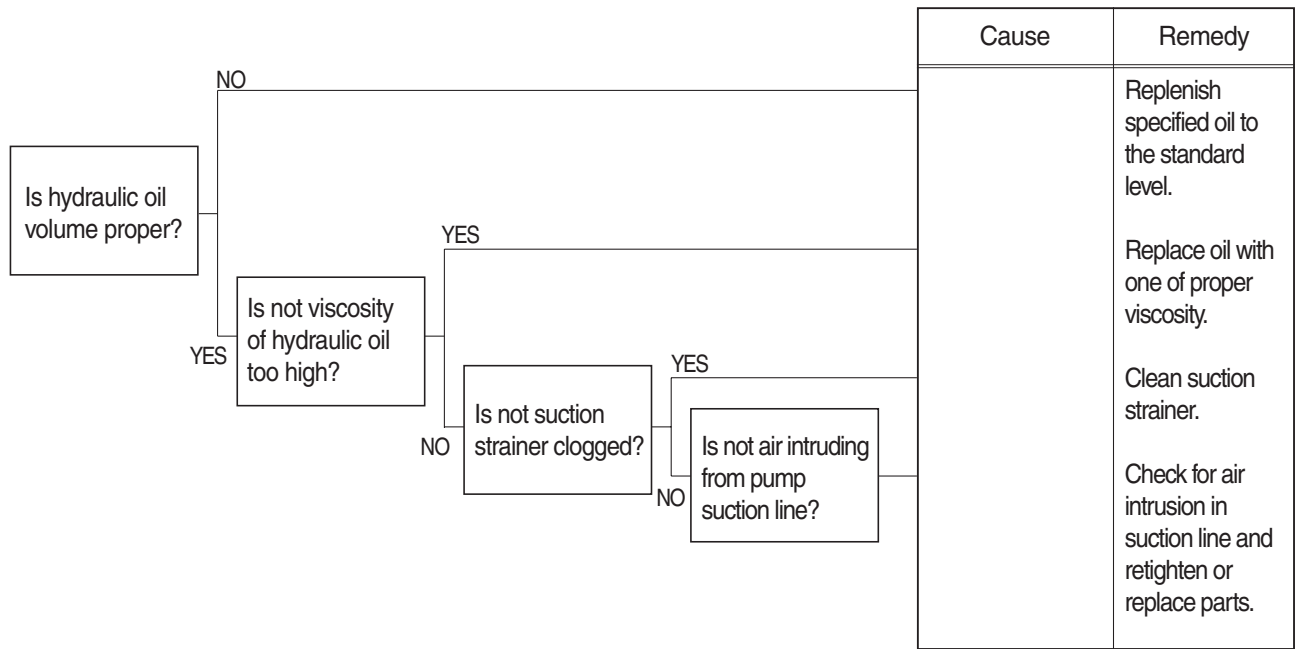 Cause
Remedy
NO
Replenish
specified oil to
the standard
level.
Is hydraulic oil
volume proper?
YES
Replace oil with
one of proper
viscosity.
YES
Is not viscosity
of hydraulic oil
too high?
YES
Clean suction
strainer.
NO
Is not suction
strainer clogged?
NO
Is not air intruding
from pump
suction line?
Check for air
intrusion in
suction line and
retighten or
replace parts.